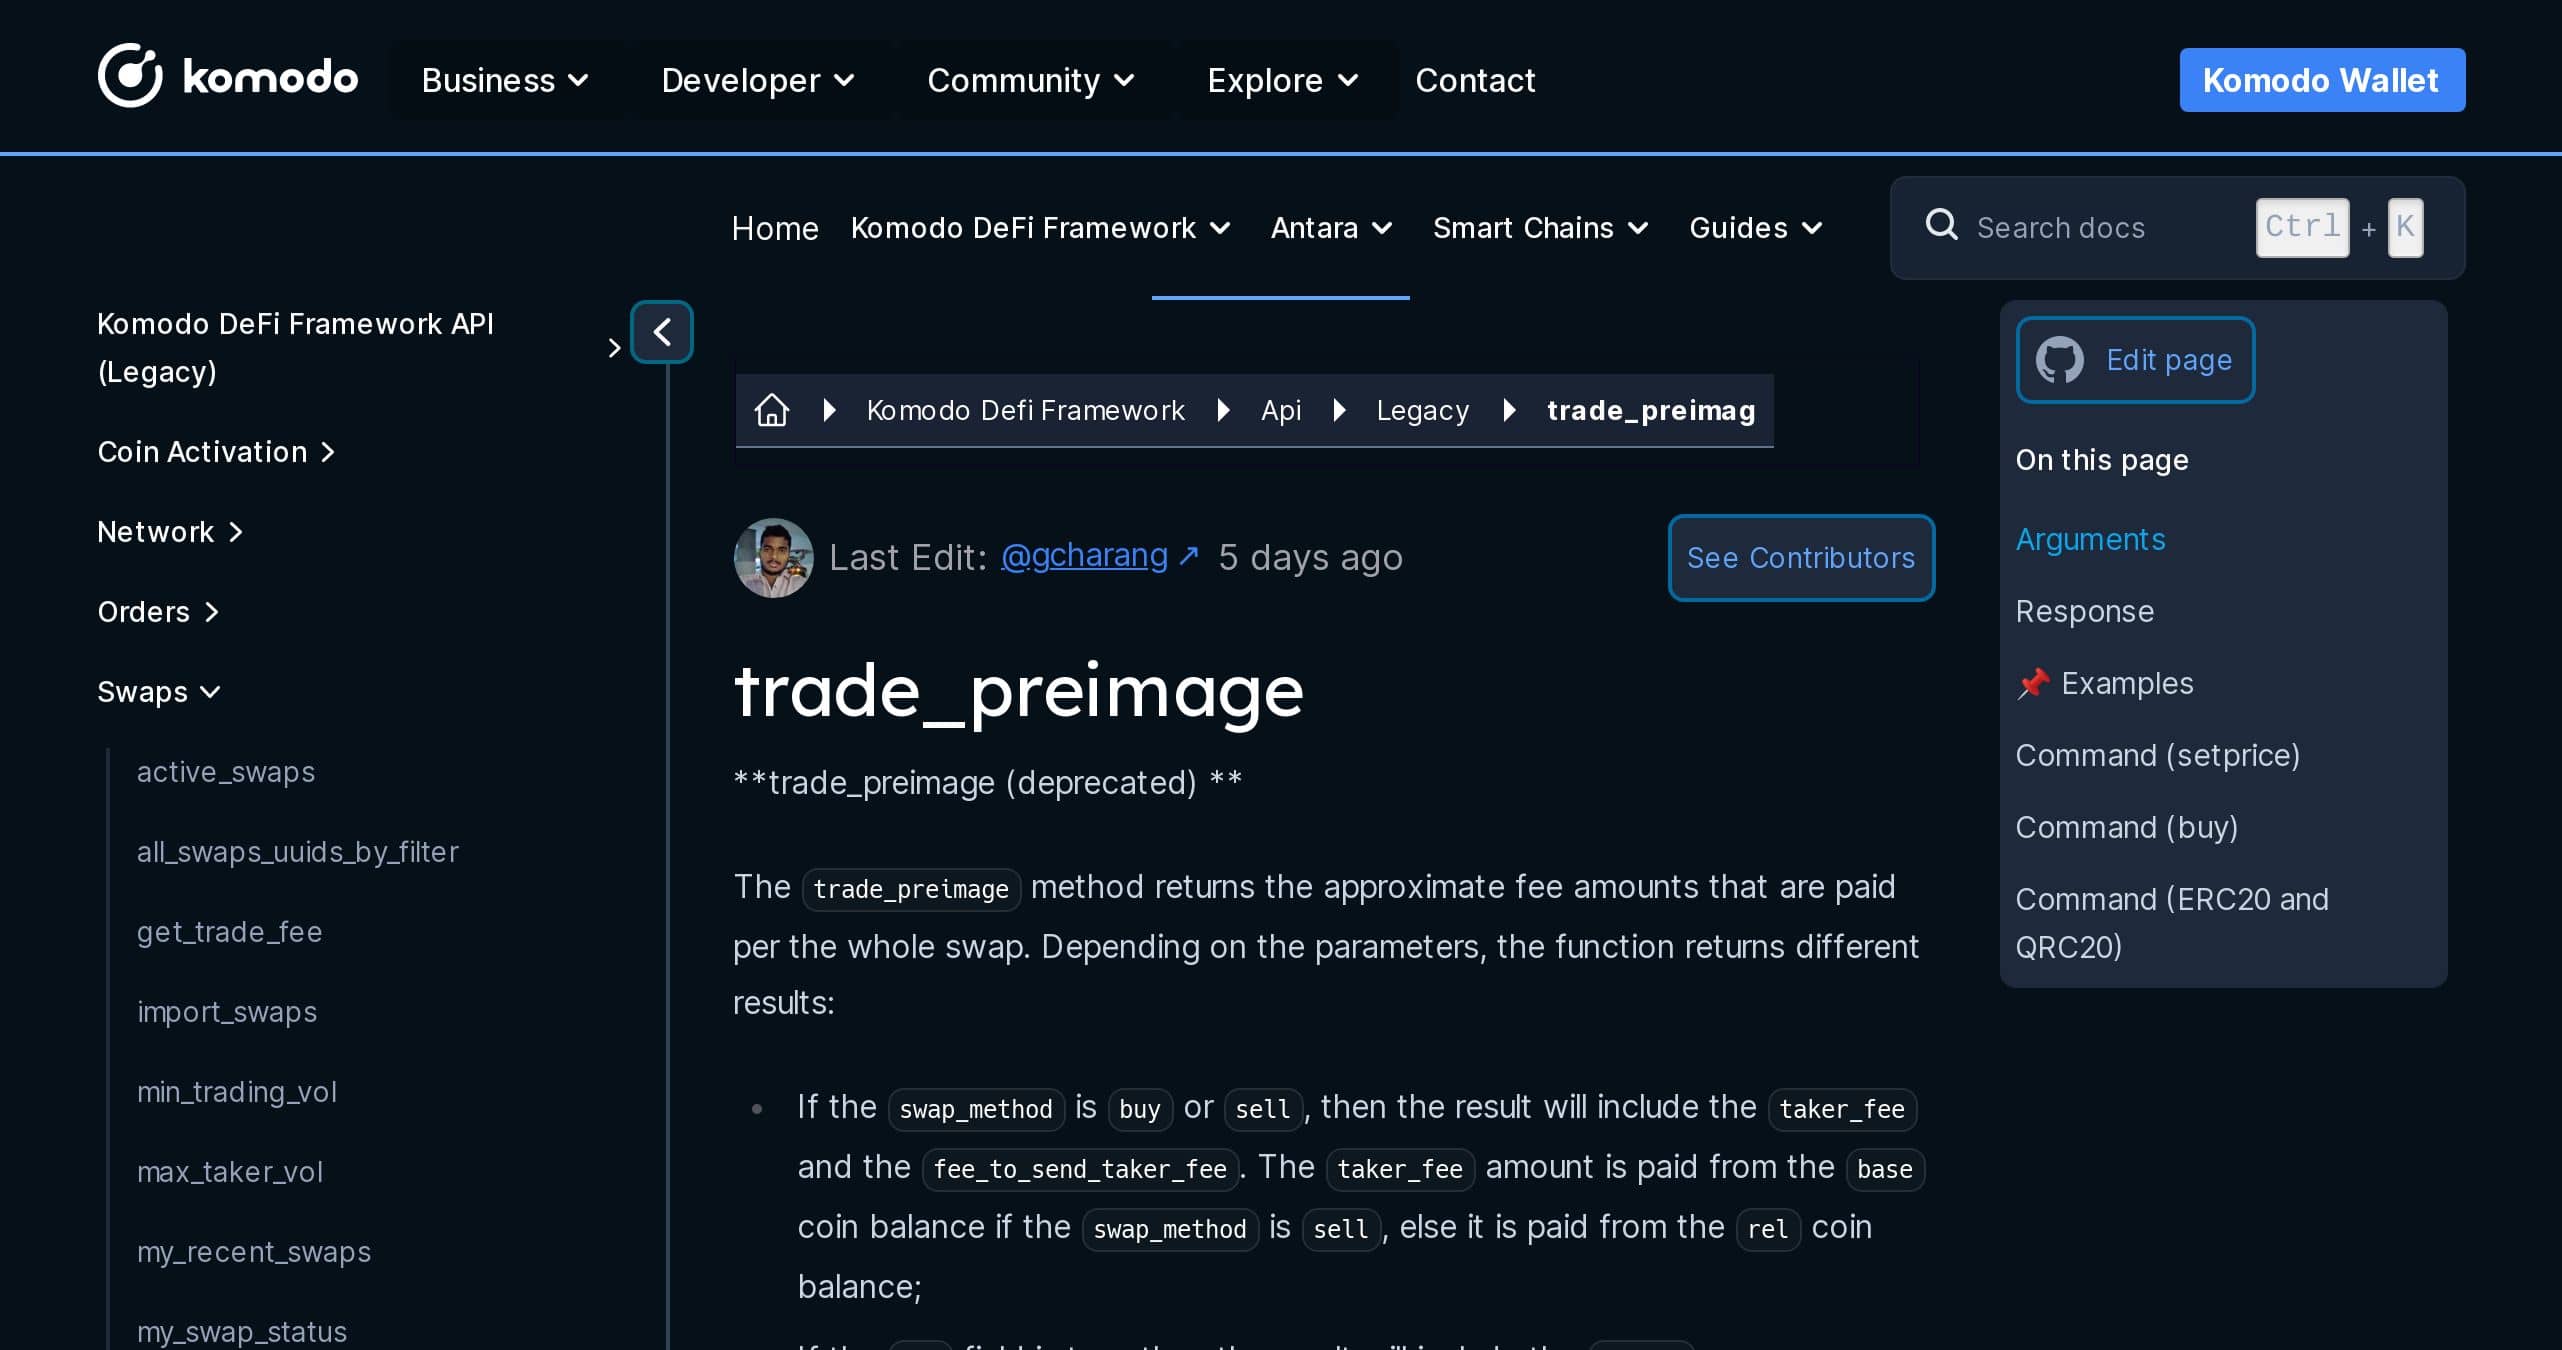 komodo Business Developer Community Explore Contact Komodo Wallet
Home Komodo DeFi Framework Antara Smart Chains Guides Search docs Ctrl + K
Komodo DeFi Framework API
(Legacy)
Coin Activation
Network
Orders
Swaps
active_swaps
all_swaps_uuids_by_filter
get_trade_fee
import_swaps
min_trading_vol
max_taker_vol
my_recent_swaps
my_swap_status
Komodo Defi Framework Api Legacy trade_preimag
Last Edit: @gcharang ↗ 5 days ago See Contributors
trade_preimage
**trade_preimage (deprecated) **
The trade_preimage method returns the approximate fee amounts that are paid
per the whole swap. Depending on the parameters, the function returns different
results:
If the swap_method is buy or sell, then the result will include the taker_fee
and the fee_to_send_taker_fee. The taker_fee amount is paid from the base
coin balance if the swap_method is sell, else it is paid from the rel coin
balance;
Edit page
On this page
Arguments
Response
📌 Examples
Command (setprice)
Command (buy)
Command (ERC20 and
QRC20)